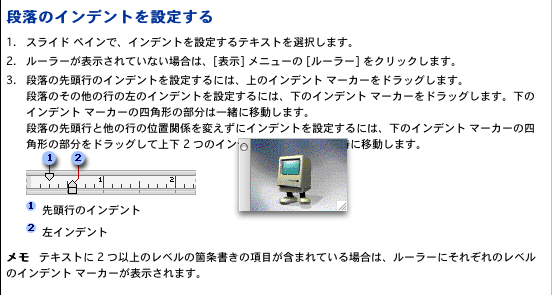 段落のインデントを設定する
1. スライド ペインで、インデントを設定するテキストを選択します。
2. ルーラーが表示されていない場合は、[表示] メニューの [ルーラー] をクリックします。
3. 段落の先頭行のインデントを設定するには、上のインデント マーカーをドラッグします。
段落のその他の行の左のインデントを設定するには、下のインデント マーカーをドラッグします。下の
インデント マーカーの四角形の部分は一緒に移動します。
段落の先頭行と他の行の位置関係を変えずにインデントを設定するには、下のインデント マーカーの四
角形の部分をドラッグして上下 2 つのイン に移動します。
1 2
1 2
1 先頭行のインデント
2 左インデント
メモ テキストに 2 つ以上のレベルの箇条書きの項目が含まれている場合は、ルーラーにそれぞれのレベル
のインデント マーカーが表示されます。